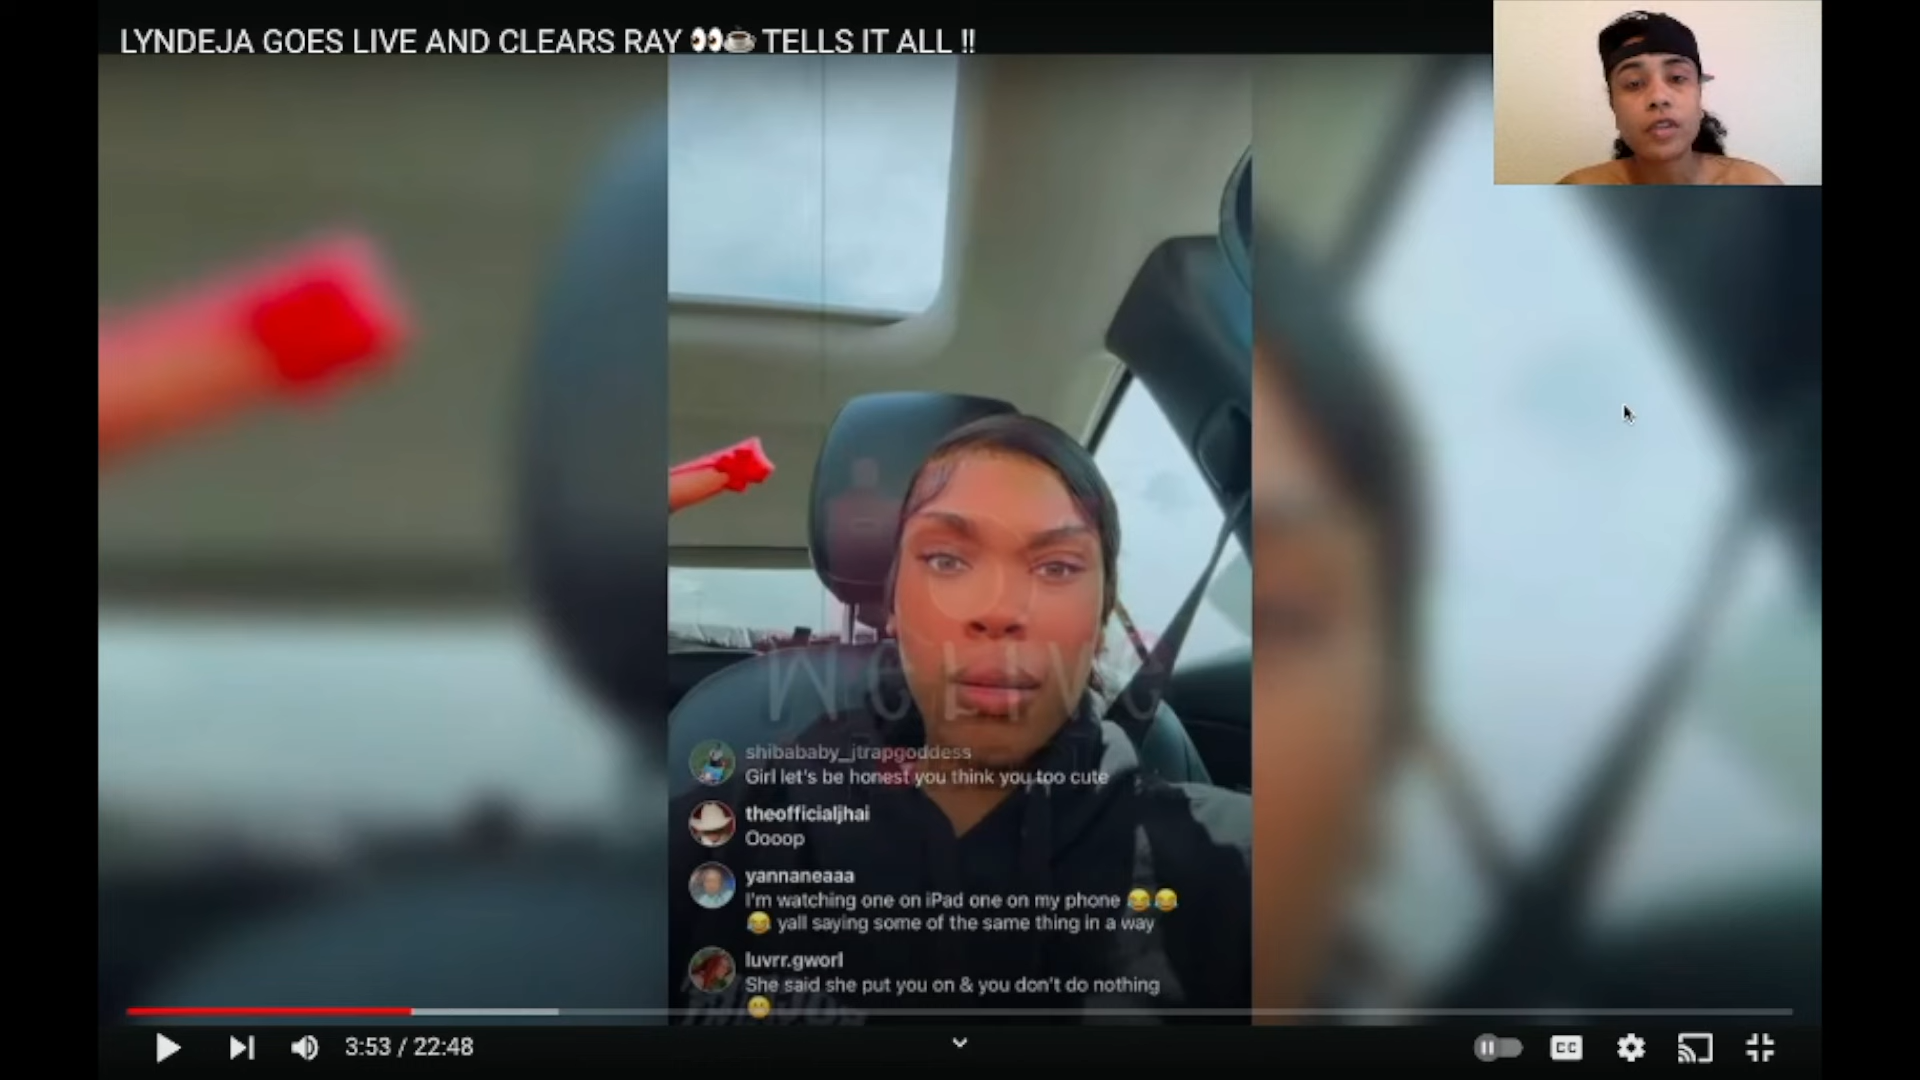 LYNDEJA GOES LIVE AND CLEARS RAY 👀☕ TELLS IT ALL ‼
WeLive
shibababy_jtrapgoddess
Girl let's be honest you think you too cute
theofficialjhai
Oooop
yannaneaaa
I'm watching one on iPad one on my phone 😂😂
😂 yall saying some of the same thing in a way
luvrr.gworl
She said she put you on & you don't do nothing
😬
3:53 / 22:48
CC